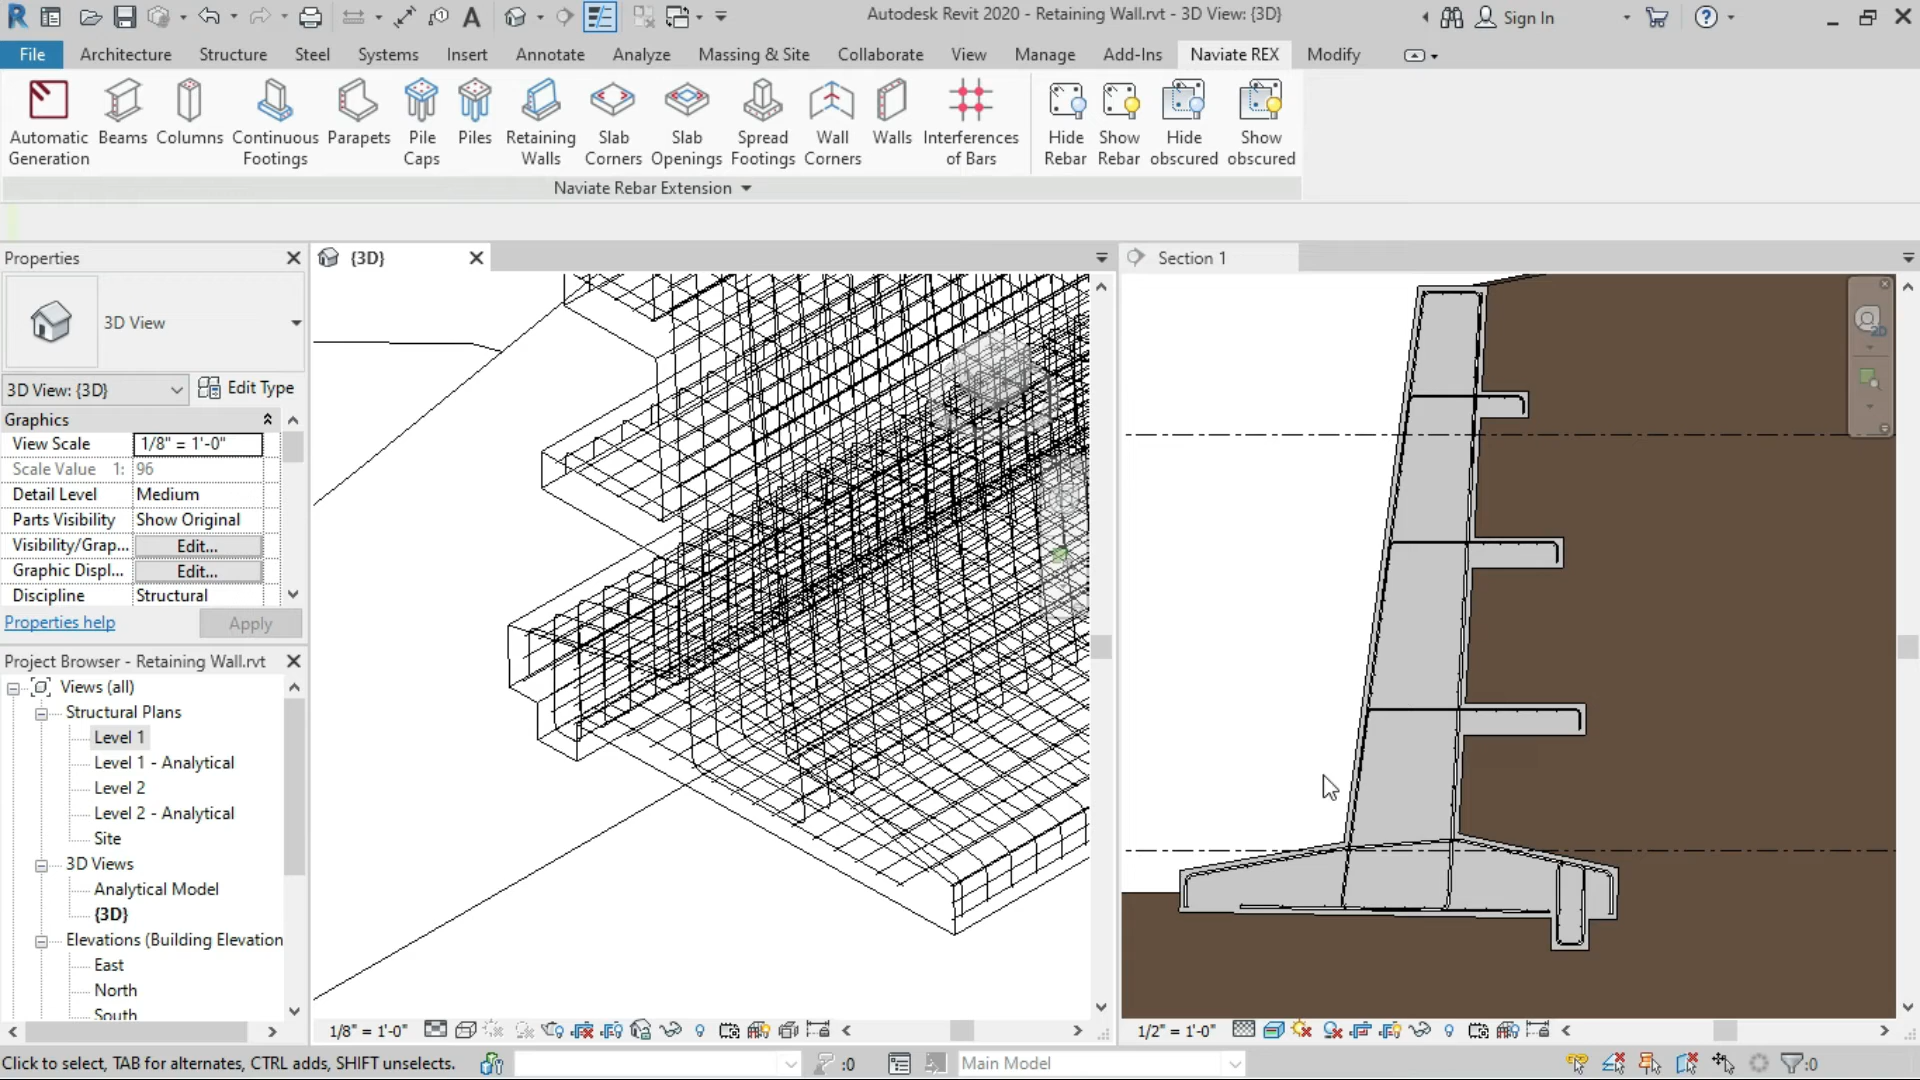 Autodesk Revit 2020 - Retaining Wall.rvt - 3D View: {3D}
Sign In
File Architecture Structure Steel Systems Insert Annotate Analyze Massing & Site Collaborate View Manage Add-Ins Naviate REX Modify
Automatic Generation
Beams
Columns
Continuous Footings
Parapets
Pile Caps
Piles
Retaining Walls
Slab Corners
Slab Openings
Spread Footings
Wall Corners
Walls
Interferences of Bars
Hide Rebar
Show Rebar
Hide obscured
Show obscured
Naviate Rebar Extension
Properties
3D View
3D View: {3D}
Edit Type
Graphics
View Scale 1/8" = 1'-0"
Scale Value 1: 96
Detail Level Medium
Parts Visibility Show Original
Visibility/Grap... Edit...
Graphic Displ... Edit...
Discipline Structural
Properties help Apply
Project Browser - Retaining Wall.rvt
Views (all)
Structural Plans
Level 1
Level 1 - Analytical
Level 2
Level 2 - Analytical
Site
3D Views
Analytical Model
{3D}
Elevations (Building Elevation
East
North
South
{3D}
Section 1
2D
1/8" = 1'-0"
1/2" = 1'-0"
Click to select, TAB for alternates, CTRL adds, SHIFT unselects.
:0
Main Model
:0